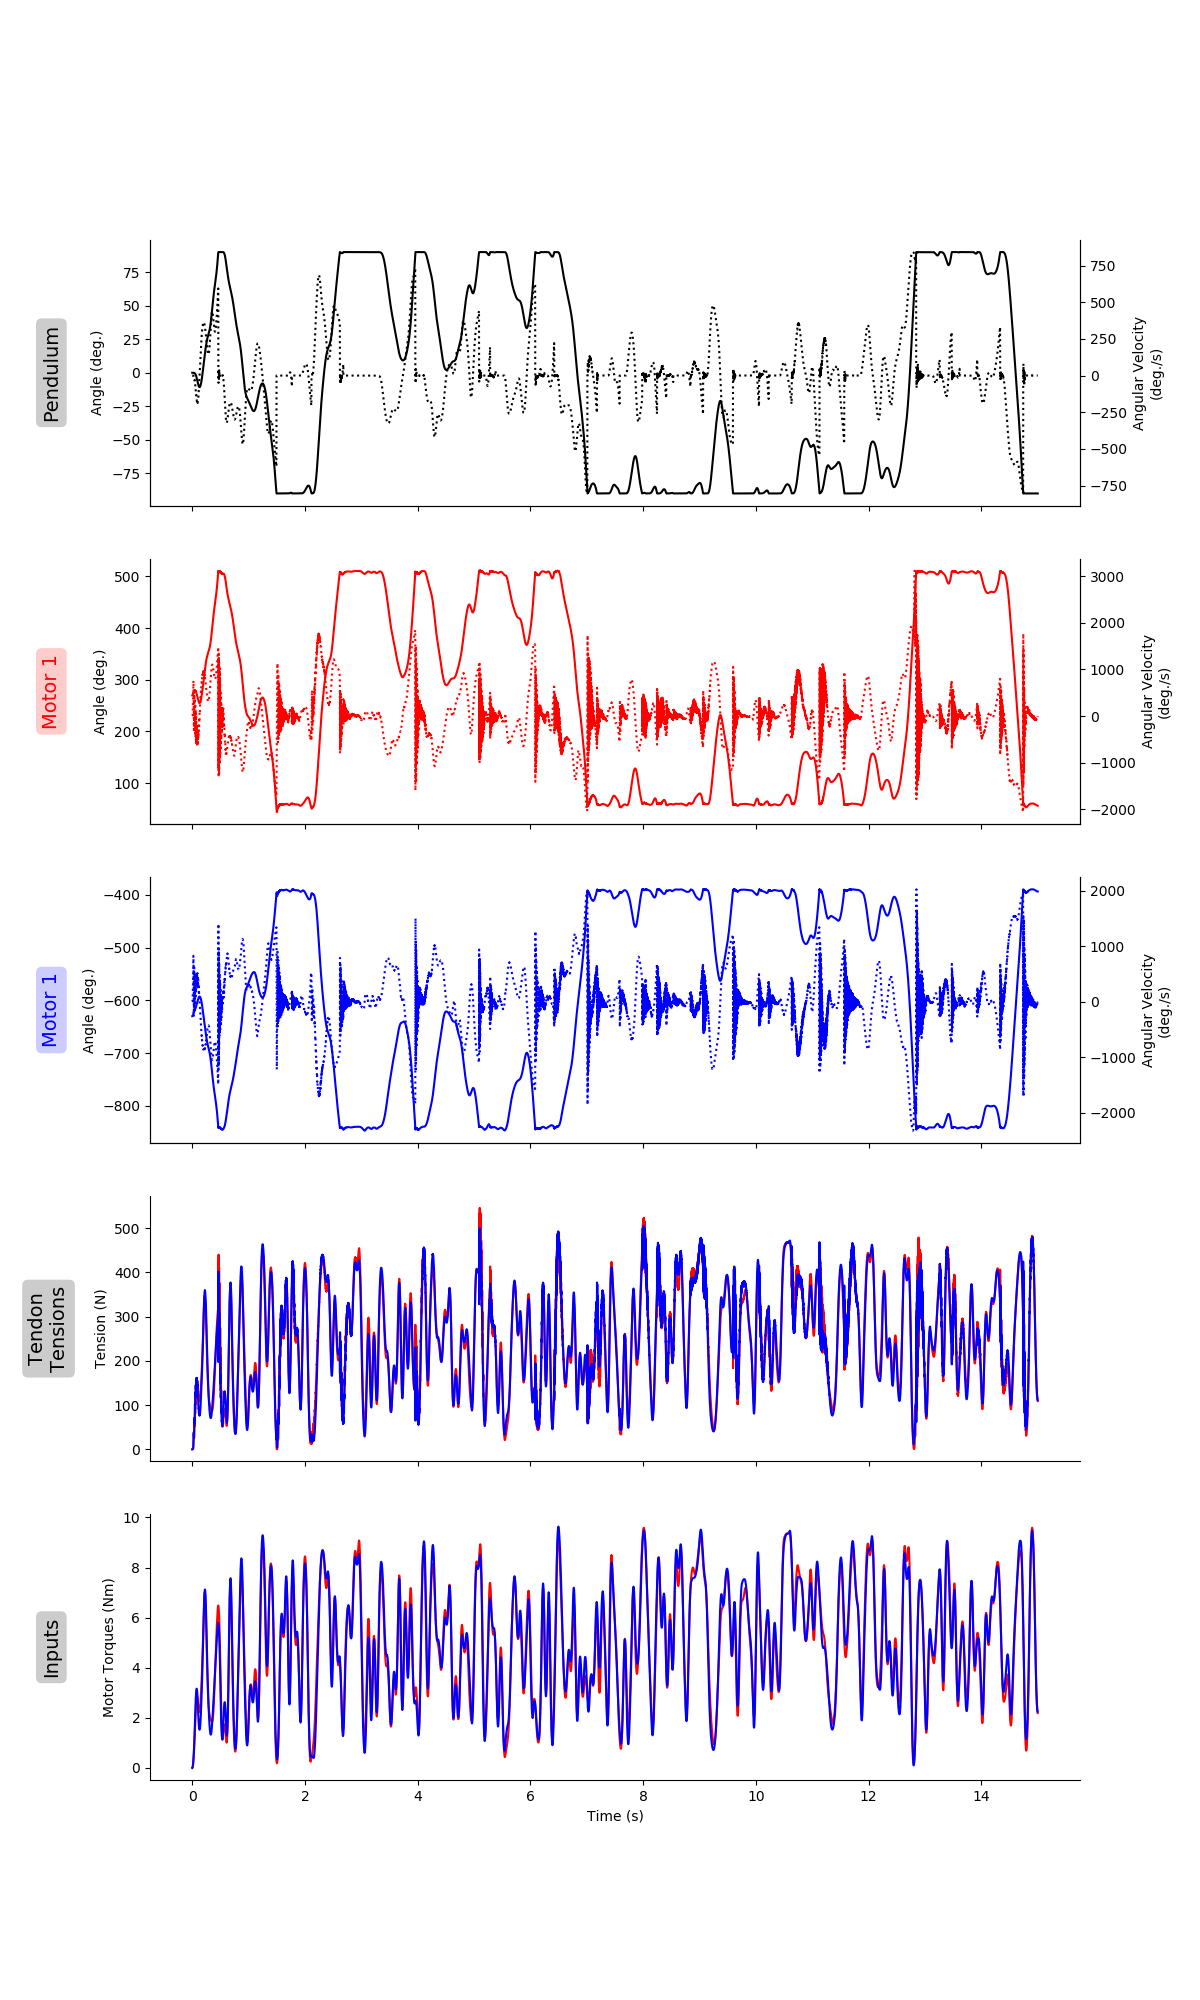 Pendulum
Angle (deg.)
75
50
25
0
−25
−50
−75
750
500
250
0
−250
−500
−750
Angular Velocity
(deg./s)
Motor 1
Angle (deg.)
500
400
300
200
100
3000
2000
1000
0
−1000
−2000
Angular Velocity
(deg./s)
Motor 1
Angle (deg.)
−400
−500
−600
−700
−800
2000
1000
0
−1000
−2000
Angular Velocity
(deg./s)
Tendon
Tensions
Tension (N)
500
400
300
200
100
0
Inputs
Motor Torques (Nm)
10
8
6
4
2
0
0 2 4 6 8 10 12 14
Time (s)